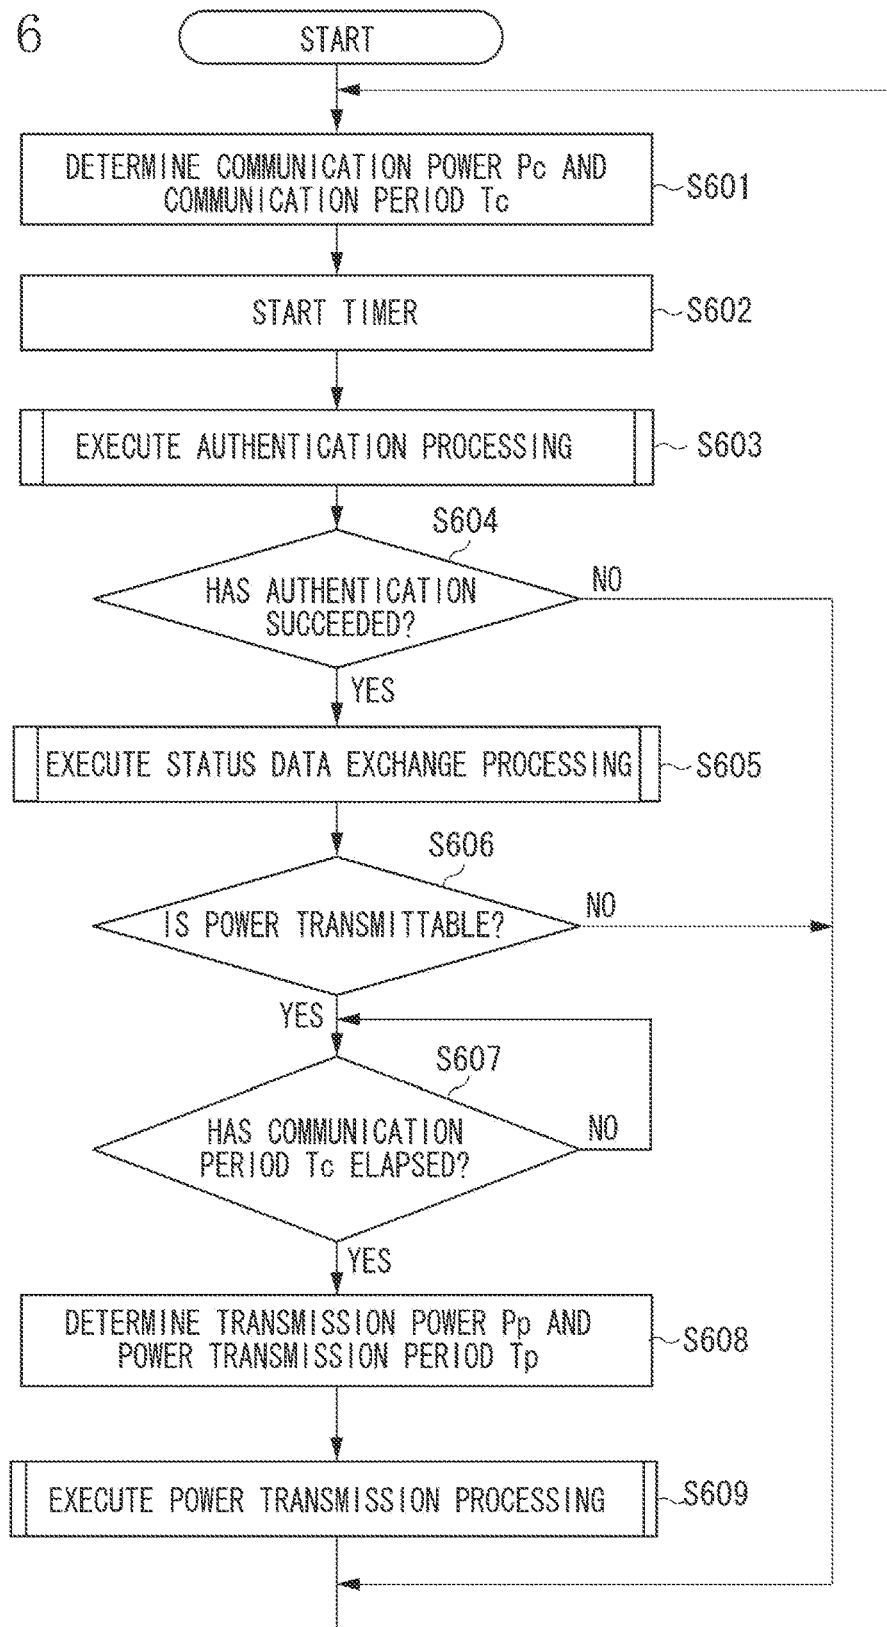 6
START
DETERMINE COMMUNICATION POWER Pc AND
COMMUNICATION PERIOD Tc
S601
START TIMER
S602
EXECUTE AUTHENTICATION PROCESSING
S603
S604
HAS AUTHENTICATION
SUCCEEDED?
NO
YES
EXECUTE STATUS DATA EXCHANGE PROCESSING
S605
S606
IS POWER TRANSMITTABLE?
NO
YES
S607
HAS COMMUNICATION
PERIOD Tc ELAPSED?
NO
YES
DETERMINE TRANSMISSION POWER Pp AND
POWER TRANSMISSION PERIOD Tp
S608
EXECUTE POWER TRANSMISSION PROCESSING
S609